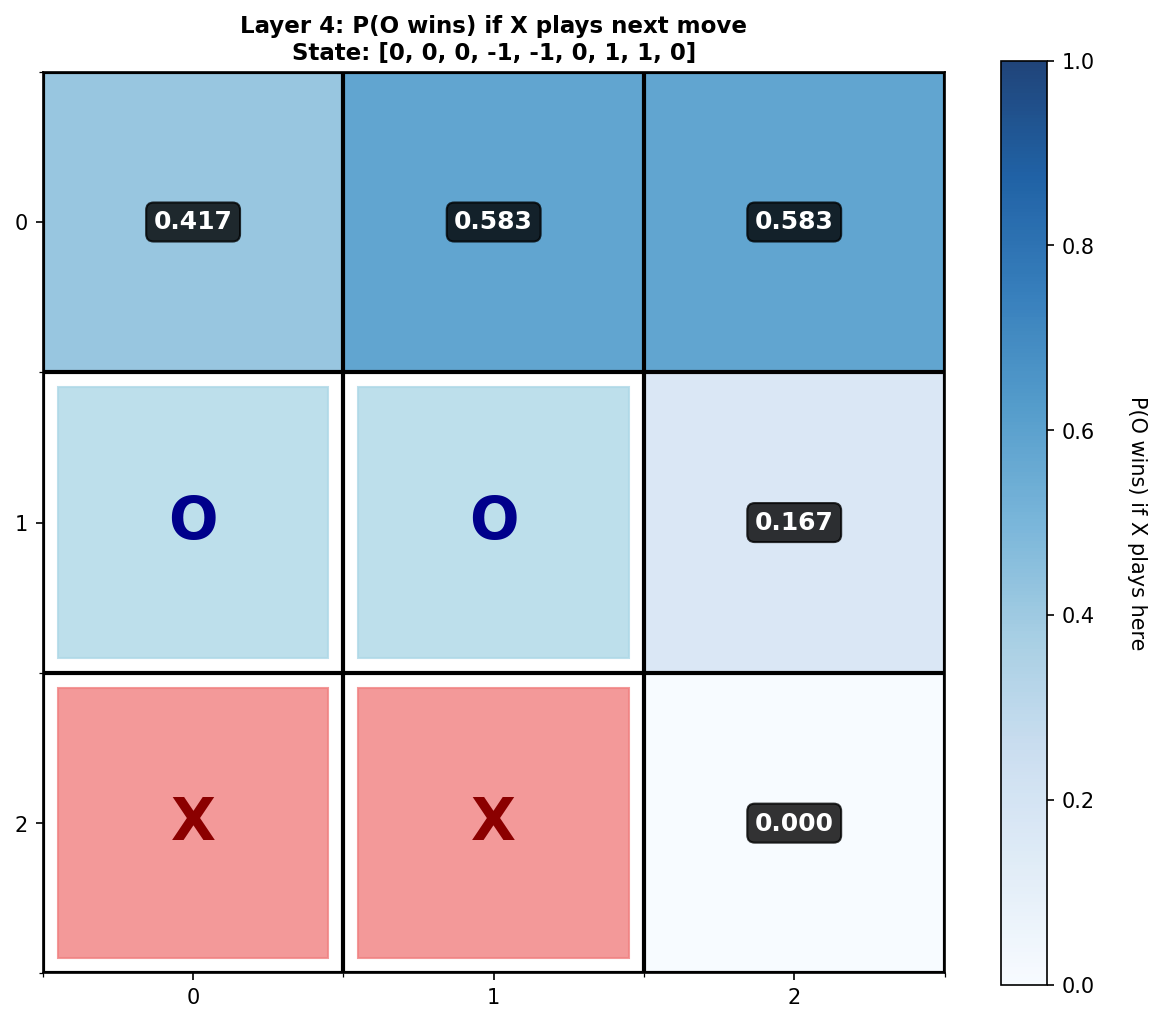 Layer 4: P(O wins) if X plays next move
State: [0, 0, 0, -1, -1, 0, 1, 1, 0]
0
0.417
0.583
0.583
1
O
O
0.167
2
X
X
0.000
0
1
2
1.0
0.8
0.6
0.4
0.2
0.0
P(O wins) if X plays here